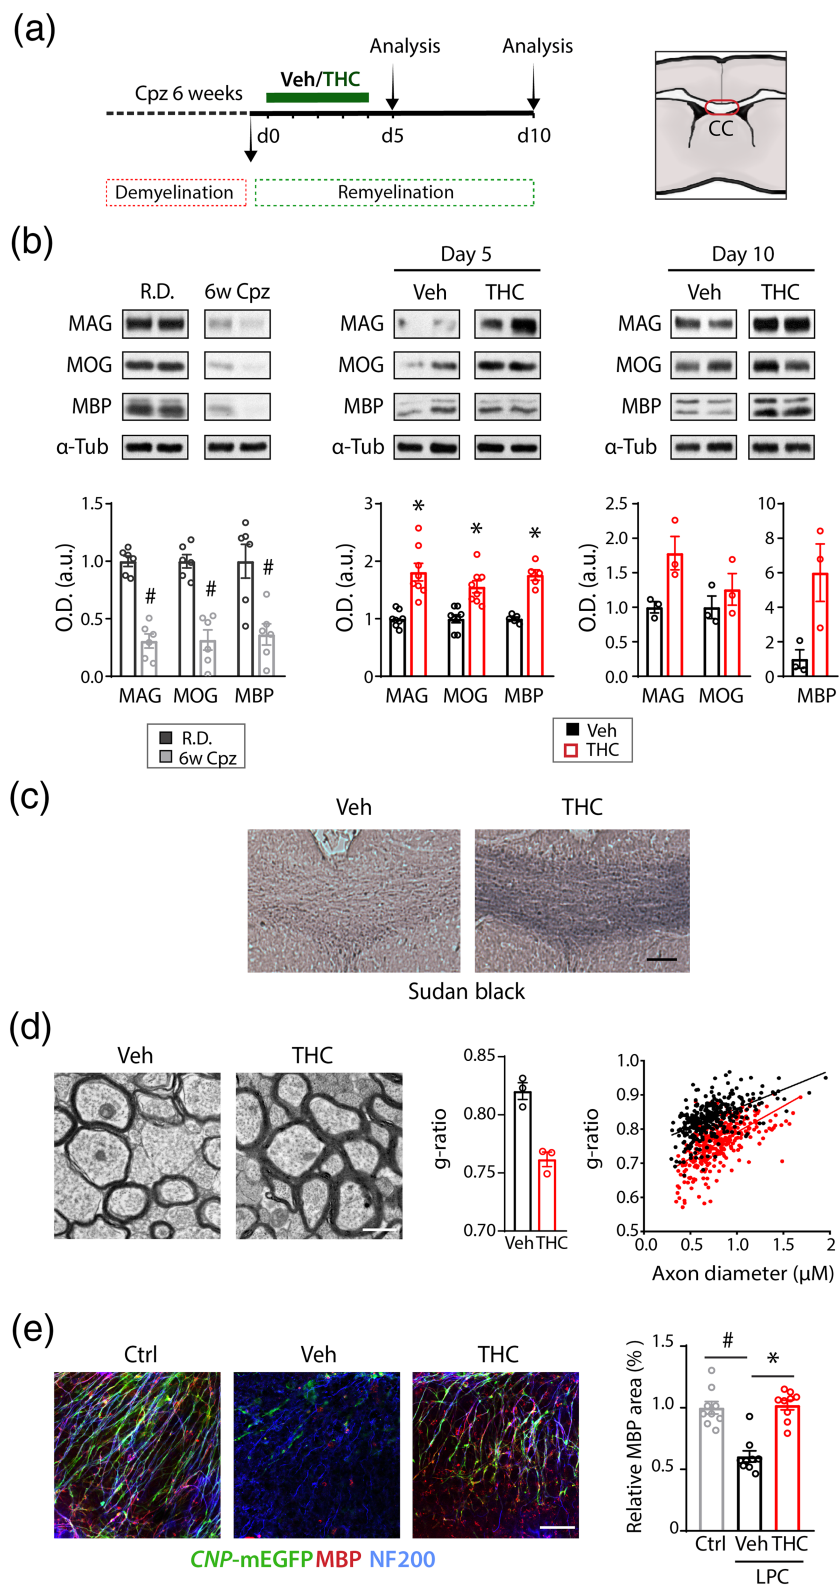 (a)
Analysis Analysis
Cpz 6 weeks Veh/THC
d0 d5 d10
Demyelination Remyelination
CC
(b)
Day 5 Day 10
R.D. 6w Cpz Veh THC Veh THC
MAG MAG MAG
MOG MOG MOG
MBP MBP MBP
α-Tub α-Tub α-Tub
O.D. (a.u.)
1.5
1.0
0.5
0.0
# # #
MAG MOG MBP
R.D.
6w Cpz
O.D. (a.u.)
3
2
1
0
* * *
MAG MOG MBP
O.D. (a.u.)
2.5
2.0
1.5
1.0
0.5
0.0
MAG MOG
10
8
6
4
2
0
MBP
Veh
THC
(c)
Veh THC
Sudan black
(d)
Veh THC
g-ratio
0.85
0.80
0.75
0.70
Veh THC
g-ratio
1.0
0.9
0.8
0.7
0.6
0.5
0.0 0.5 1.0 1.5 2
Axon diameter (μM)
(e)
Ctrl Veh THC
CNP-mEGFP MBP NF200
Relative MBP area (% )
1.5
1.0
0.5
0
# *
Ctrl Veh THC
LPC